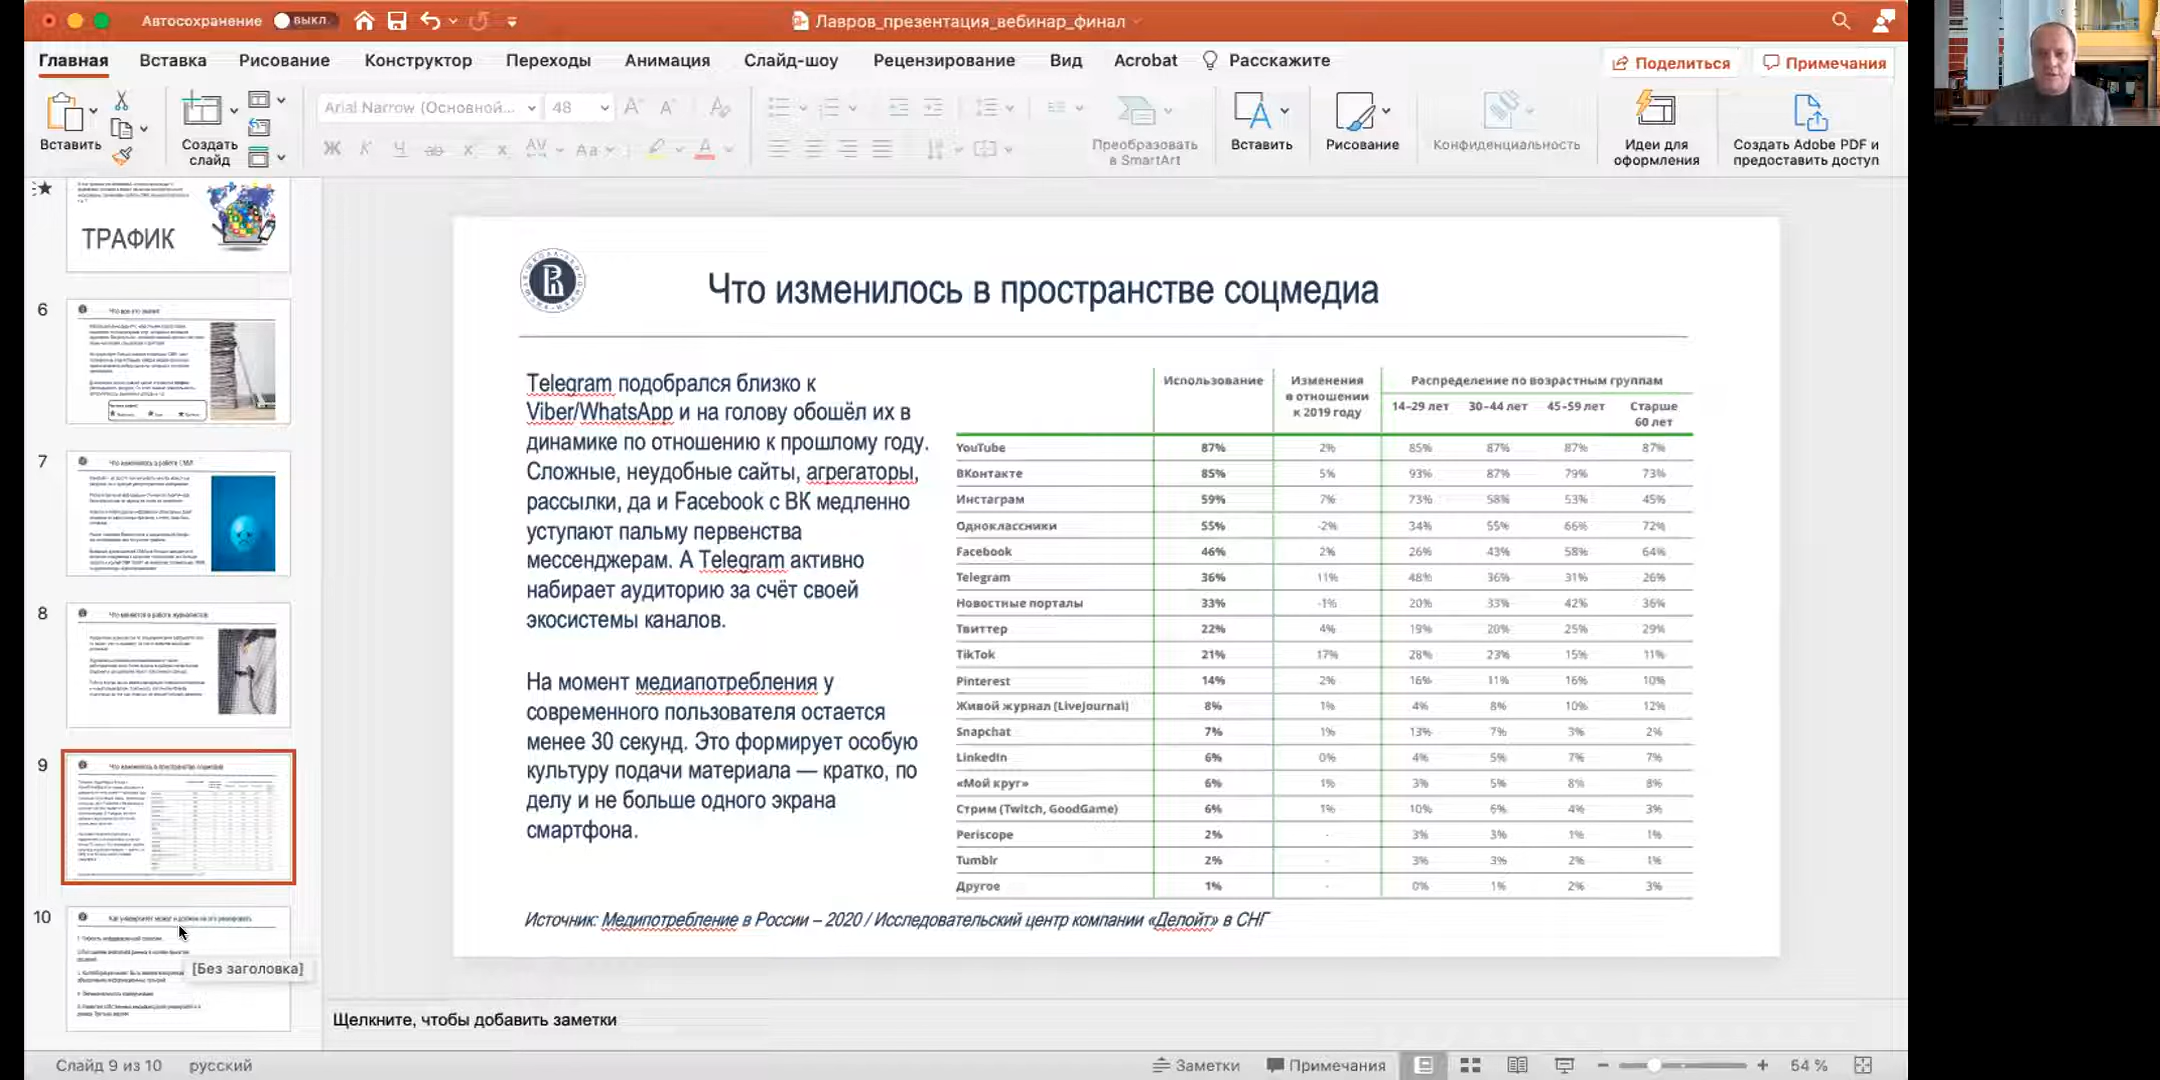 Автосохранение ВЫКЛ.
Лавров_презентация_вебинар_финал
Главная Вставка Рисование Конструктор Переходы Анимация Слайд-шоу Рецензирование Вид Acrobat Расскажите
Поделиться Примечания
Arial Narrow (Основной... 48
Вставить
Создать слайд
Преобразовать в SmartArt
Вставить
Рисование
Конфиденциальность
Идеи для оформления
Создать Adobe PDF и предоставить доступ
ТРАФИК
6
7
8
9
10
[Без заголовка]
Что изменилось в пространстве соцмедиа
Telegram подобрался близко к
Viber/WhatsApp и на голову обошёл их в
динамике по отношению к прошлому году.
Сложные, неудобные сайты, агрегаторы,
рассылки, да и Facebook с ВК медленно
уступают пальму первенства
мессенджерам. А Telegram активно
набирает аудиторию за счёт своей
экосистемы каналов.
На момент медиапотребления у
современного пользователя остается
менее 30 секунд. Это формирует особую
культуру подачи материала — кратко, по
делу и не больше одного экрана
смартфона.
Использование Изменения в отношении к 2019 году Распределение по возрастным группам
14–29 лет 30–44 лет 45–59 лет Старше 60 лет
YouTube 87% 2% 85% 87% 87% 87%
ВКонтакте 85% 5% 93% 87% 79% 73%
Инстаграм 59% 7% 73% 58% 53% 45%
Одноклассники 55% -2% 34% 55% 66% 72%
Facebook 46% 2% 26% 43% 58% 64%
Telegram 36% 11% 48% 36% 31% 26%
Новостные порталы 33% -1% 20% 33% 42% 36%
Твиттер 22% 4% 19% 20% 25% 29%
TikTok 21% 17% 28% 23% 15% 11%
Pinterest 14% 2% 16% 11% 16% 10%
Живой журнал (LiveJournal) 8% 1% 4% 8% 10% 12%
Snapchat 7% 1% 13% 7% 3% 2%
LinkedIn 6% 0% 4% 5% 7% 7%
«Мой круг» 6% 1% 3% 5% 8% 8%
Стрим (Twitch, GoodGame) 6% 1% 10% 6% 4% 3%
Periscope 2% - 3% 3% 1% 1%
Tumblr 2% - 3% 3% 2% 1%
Другое 1% - 0% 1% 2% 3%
Источник: Медипотребление в России – 2020 / Исследовательский центр компании «Делойт» в СНГ
Щелкните, чтобы добавить заметки
Слайд 9 из 10 русский Заметки Примечания 54 %